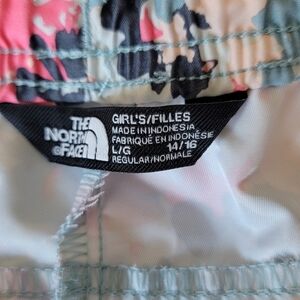 THE
NORTH
FACE
GIRL'S/FILLES
MADE IN INDONESIA
FABRIQUÉ EN INDONÉSIE
L/G 14/16
REGULAR/NORMALE